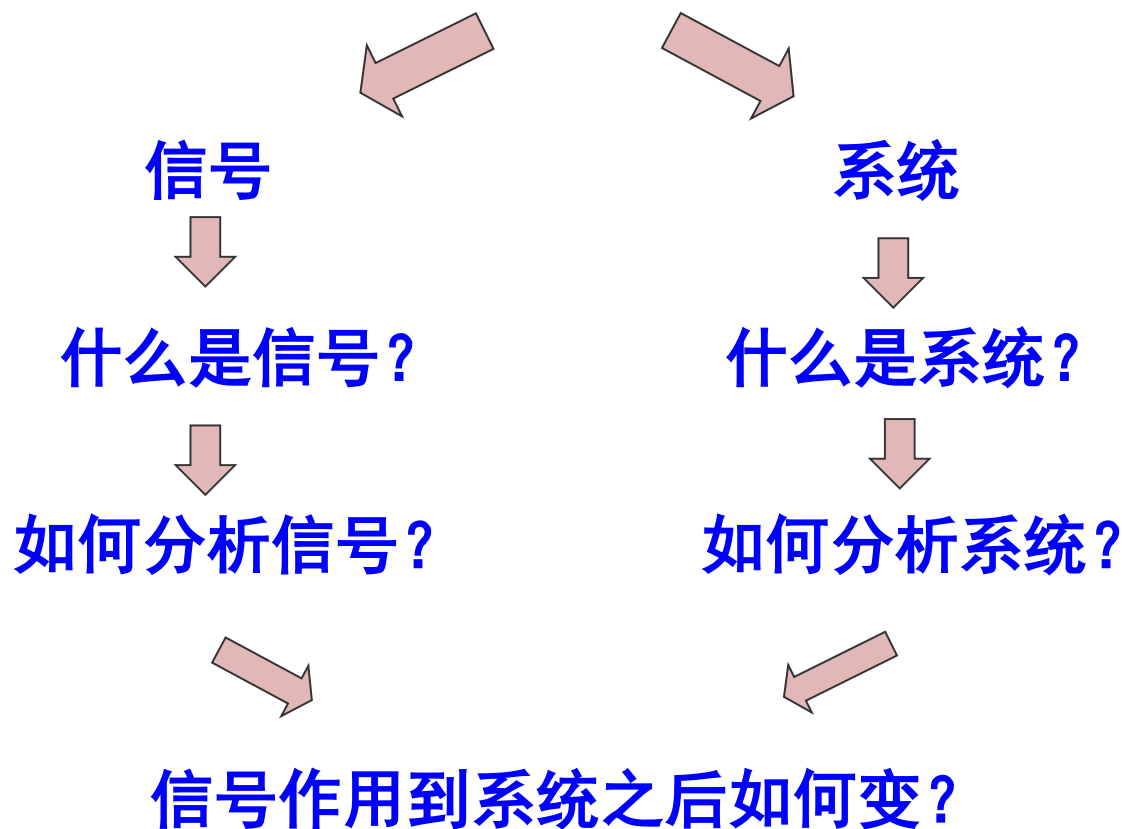 信号
系统
什么是信号？
什么是系统？
如何分析信号？
如何分析系统？
信号作用到系统之后如何变？